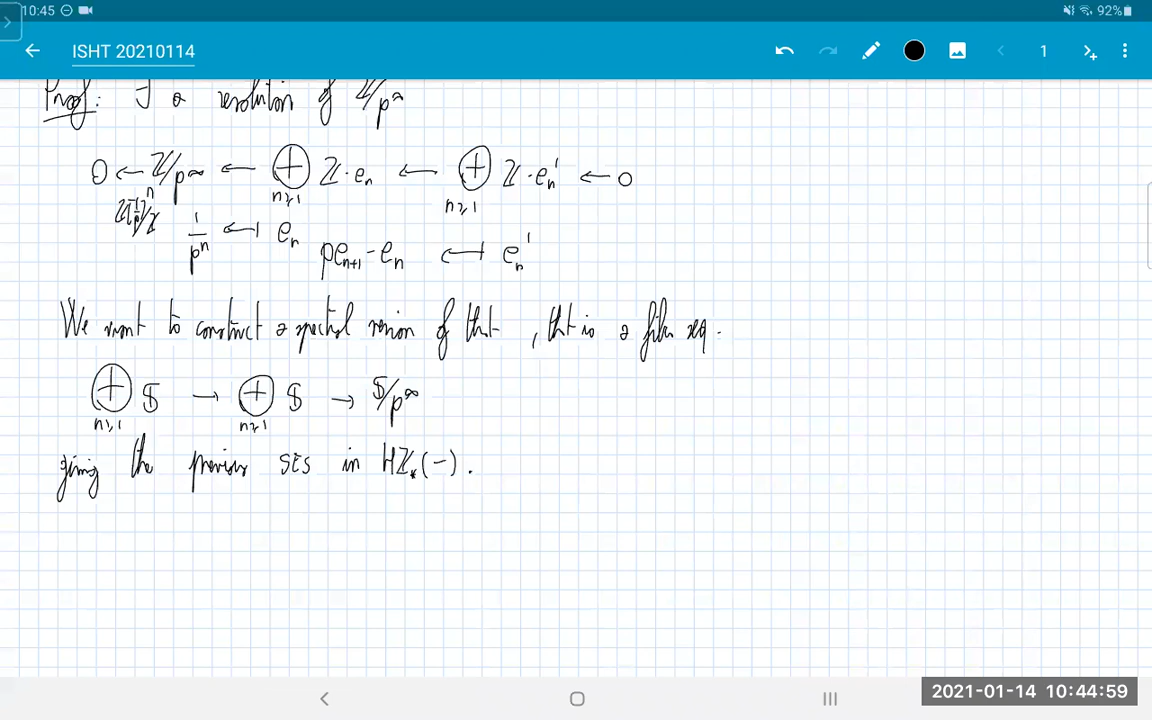 10:45 92%
ISHT 20210114 1
Proof: ∃ a resolution of ℤ/p^∞
0 ← ℤ/p^∞ ← ⊕_{n≥1} ℤ·e_n ← ⊕_{n≥1} ℤ·e_n' ← 0
ℤ[1/p]/ℤ
1/p^n ↤ e_n pe_{n+1} - e_n ↤ e_n'
We want to construct a spectral version of that, that is a fiber seq.
⊕_{n≥1} 𝕊 → ⊕_{n≥1} 𝕊 → 𝕊/p^∞
giving the previous SES in Hℤ_*(-).
2021-01-14 10:44:59